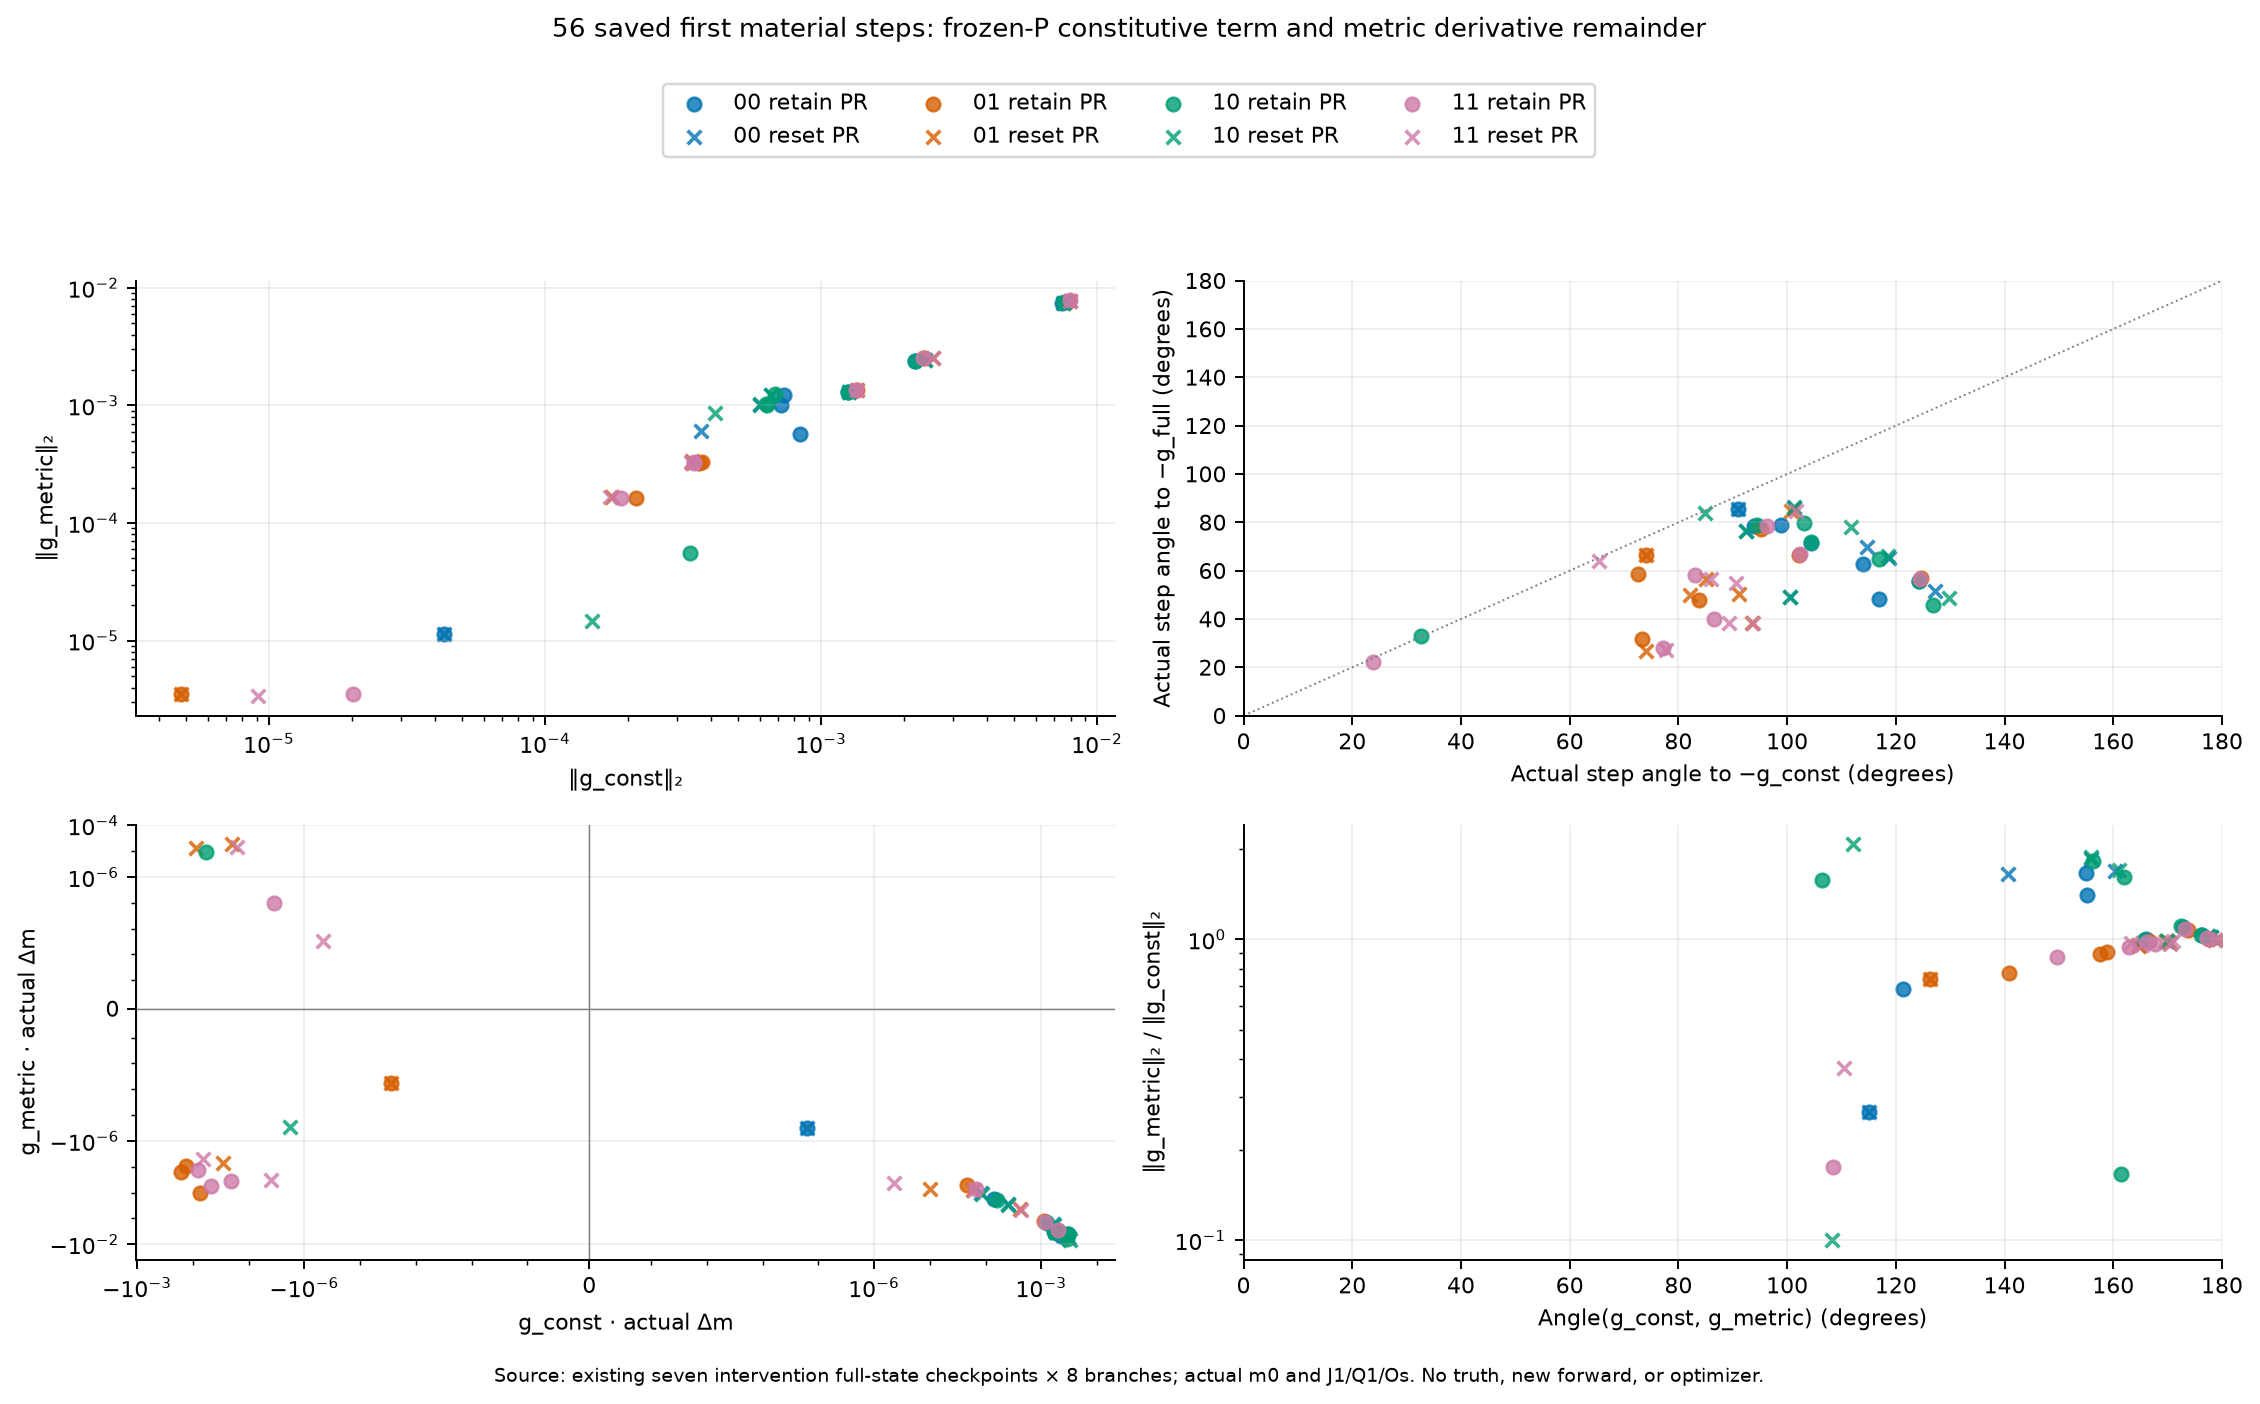 56 saved first material steps: frozen-P constitutive term and metric derivative remainder
00 retain PR
01 retain PR
10 retain PR
11 retain PR
00 reset PR
01 reset PR
10 reset PR
11 reset PR
10⁻²
10⁻³
10⁻⁴
10⁻⁵
‖g_metric‖₂
10⁻⁵
10⁻⁴
10⁻³
10⁻²
‖g_const‖₂
180
160
140
120
100
80
60
40
20
0
Actual step angle to −g_full (degrees)
0
20
40
60
80
100
120
140
160
180
Actual step angle to −g_const (degrees)
10⁻⁴
10⁻⁶
0
−10⁻⁶
−10⁻²
g_metric · actual Δm
−10⁻³
−10⁻⁶
0
10⁻⁶
10⁻³
g_const · actual Δm
10⁰
10⁻¹
‖g_metric‖₂ / ‖g_const‖₂
0
20
40
60
80
100
120
140
160
180
Angle(g_const, g_metric) (degrees)
Source: existing seven intervention full-state checkpoints × 8 branches; actual m0 and J1/Q1/Os. No truth, new forward, or optimizer.